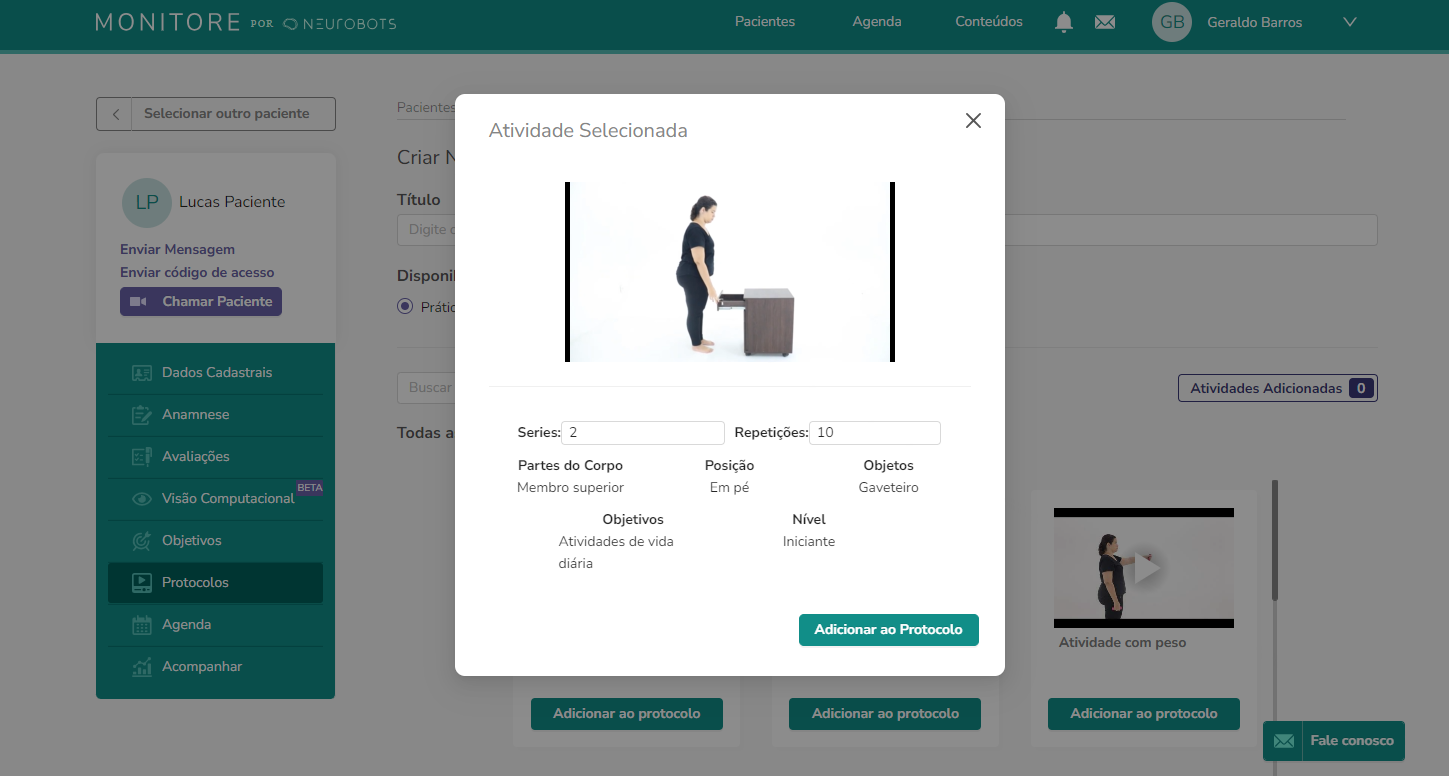 MONITORE POR NEUROBOTS
Pacientes
Agenda
Conteúdos
GB
Geraldo Barros
Selecionar outro paciente
LP
Lucas Paciente
Enviar Mensagem
Enviar código de acesso
Chamar Paciente
Dados Cadastrais
Anamnese
Avaliações
Visão Computacional BETA
Objetivos
Protocolos
Agenda
Acompanhar
Pacientes
Criar
Título
Digite
Buscar
Todas
Atividades Adicionadas 0
Atividade Selecionada
Series: 2 Repetições: 10
Partes do Corpo Posição Objetos
Membro superior Em pé Gaveteiro
Objetivos Nível
Atividades de vida Iniciante
diária
Adicionar ao Protocolo
Atividade com peso
Adicionar ao protocolo
Adicionar ao protocolo
Adicionar ao protocolo
Fale conosco